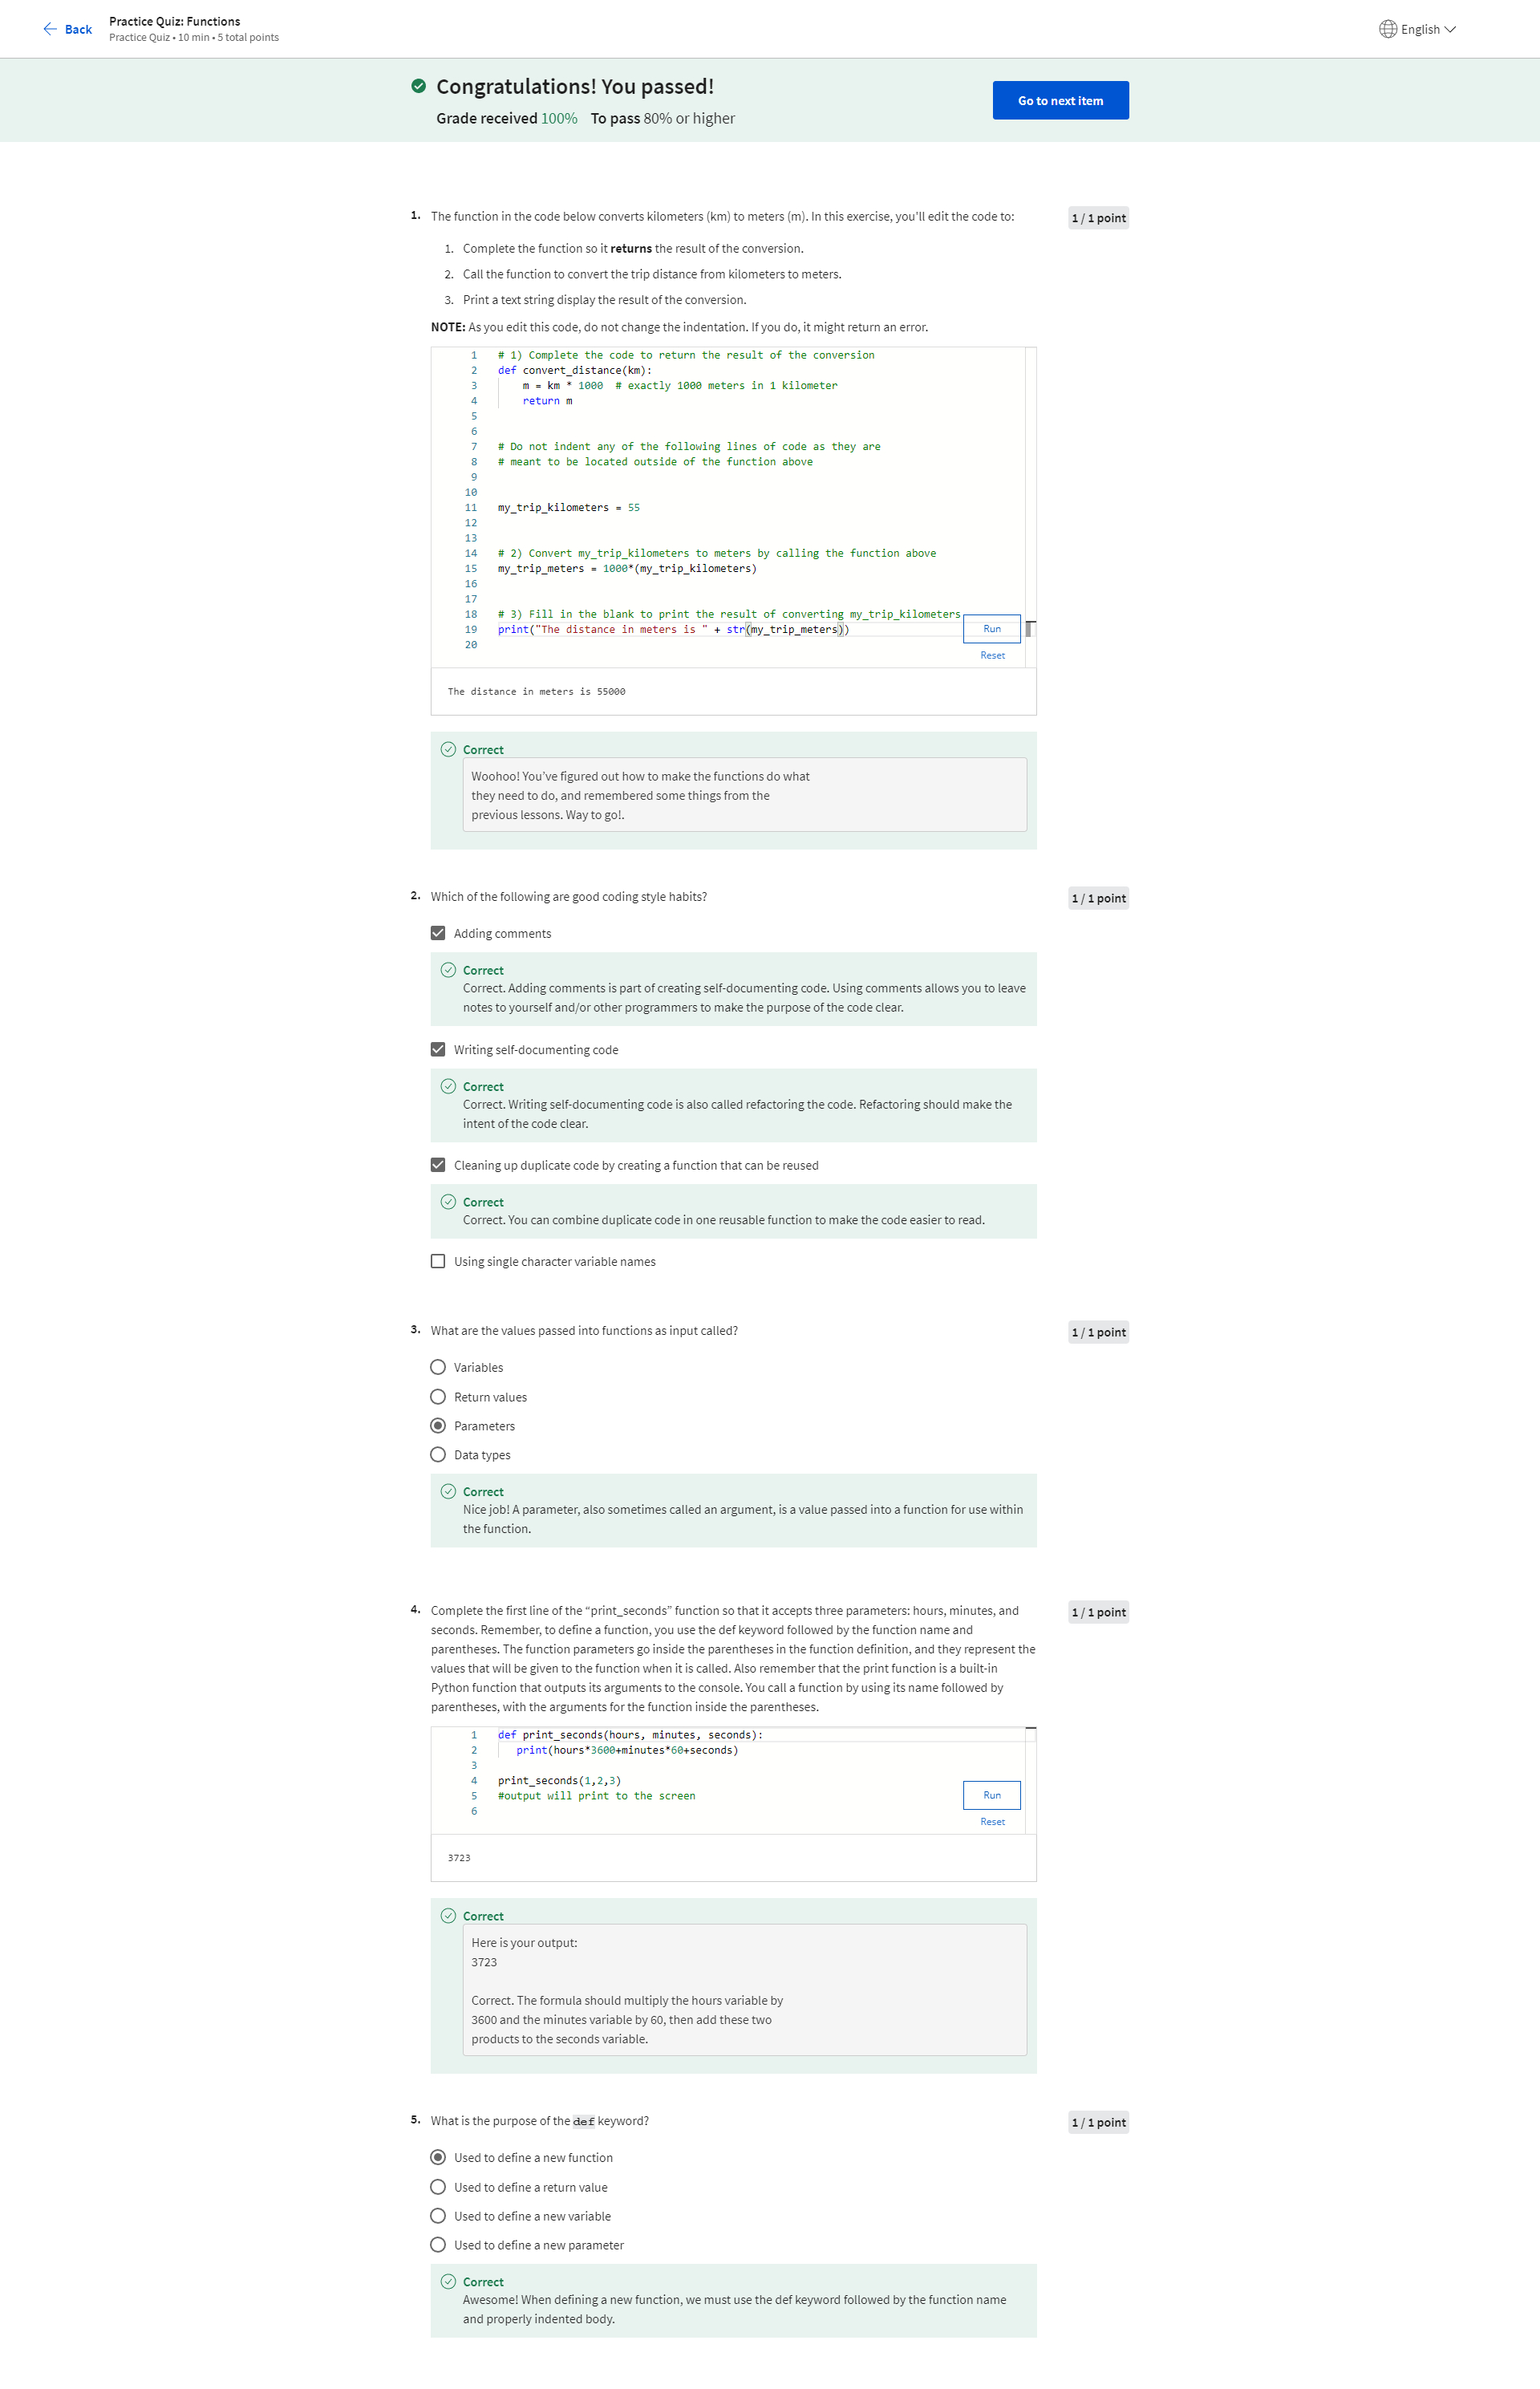 Back
Practice Quiz: Functions
Practice Quiz • 10 min • 5 total points
English
Congratulations! You passed!
Grade received 100% To pass 80% or higher
Go to next item
1. The function in the code below converts kilometers (km) to meters (m). In this exercise, you'll edit the code to:
1 / 1 point
1. Complete the function so it returns the result of the conversion.
2. Call the function to convert the trip distance from kilometers to meters.
3. Print a text string display the result of the conversion.
NOTE: As you edit this code, do not change the indentation. If you do, it might return an error.
1 # 1) Complete the code to return the result of the conversion
2 def convert_distance(km):
3     m = km * 1000  # exactly 1000 meters in 1 kilometer
4     return m
5
6
7 # Do not indent any of the following lines of code as they are
8 # meant to be located outside of the function above
9
10
11 my_trip_kilometers = 55
12
13
14 # 2) Convert my_trip_kilometers to meters by calling the function above
15 my_trip_meters = 1000*(my_trip_kilometers)
16
17
18 # 3) Fill in the blank to print the result of converting my_trip_kilometers
19 print("The distance in meters is " + str(my_trip_meters))
20
Run
Reset
The distance in meters is 55000
Correct
Woohoo! You’ve figured out how to make the functions do what
they need to do, and remembered some things from the
previous lessons. Way to go!.
2. Which of the following are good coding style habits?
1 / 1 point
Adding comments
Correct
Correct. Adding comments is part of creating self-documenting code. Using comments allows you to leave
notes to yourself and/or other programmers to make the purpose of the code clear.
Writing self-documenting code
Correct
Correct. Writing self-documenting code is also called refactoring the code. Refactoring should make the
intent of the code clear.
Cleaning up duplicate code by creating a function that can be reused
Correct
Correct. You can combine duplicate code in one reusable function to make the code easier to read.
Using single character variable names
3. What are the values passed into functions as input called?
1 / 1 point
Variables
Return values
Parameters
Data types
Correct
Nice job! A parameter, also sometimes called an argument, is a value passed into a function for use within
the function.
4. Complete the first line of the “print_seconds” function so that it accepts three parameters: hours, minutes, and
1 / 1 point
seconds. Remember, to define a function, you use the def keyword followed by the function name and
parentheses. The function parameters go inside the parentheses in the function definition, and they represent the
values that will be given to the function when it is called. Also remember that the print function is a built-in
Python function that outputs its arguments to the console. You call a function by using its name followed by
parentheses, with the arguments for the function inside the parentheses.
1 def print_seconds(hours, minutes, seconds):
2    print(hours*3600+minutes*60+seconds)
3
4 print_seconds(1,2,3)
5 #output will print to the screen
6
Run
Reset
3723
Correct
Here is your output:
3723
Correct. The formula should multiply the hours variable by
3600 and the minutes variable by 60, then add these two
products to the seconds variable.
5. What is the purpose of the def keyword?
1 / 1 point
Used to define a new function
Used to define a return value
Used to define a new variable
Used to define a new parameter
Correct
Awesome! When defining a new function, we must use the def keyword followed by the function name
and properly indented body.